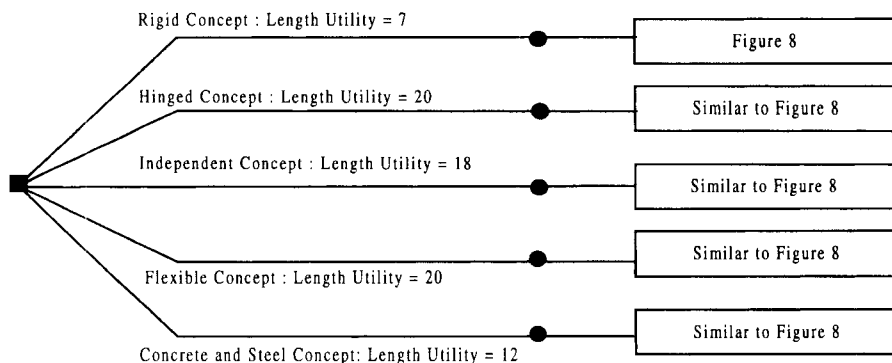 Rigid Concept : Length Utility = 7
Figure 8
Hinged Concept : Length Utility = 20
Similar to Figure 8
Independent Concept : Length Utility = 18
Similar to Figure 8
Flexible Concept : Length Utility = 20
Similar to Figure 8
Concrete and Steel Concept: Length Utility = 12
Similar to Figure 8